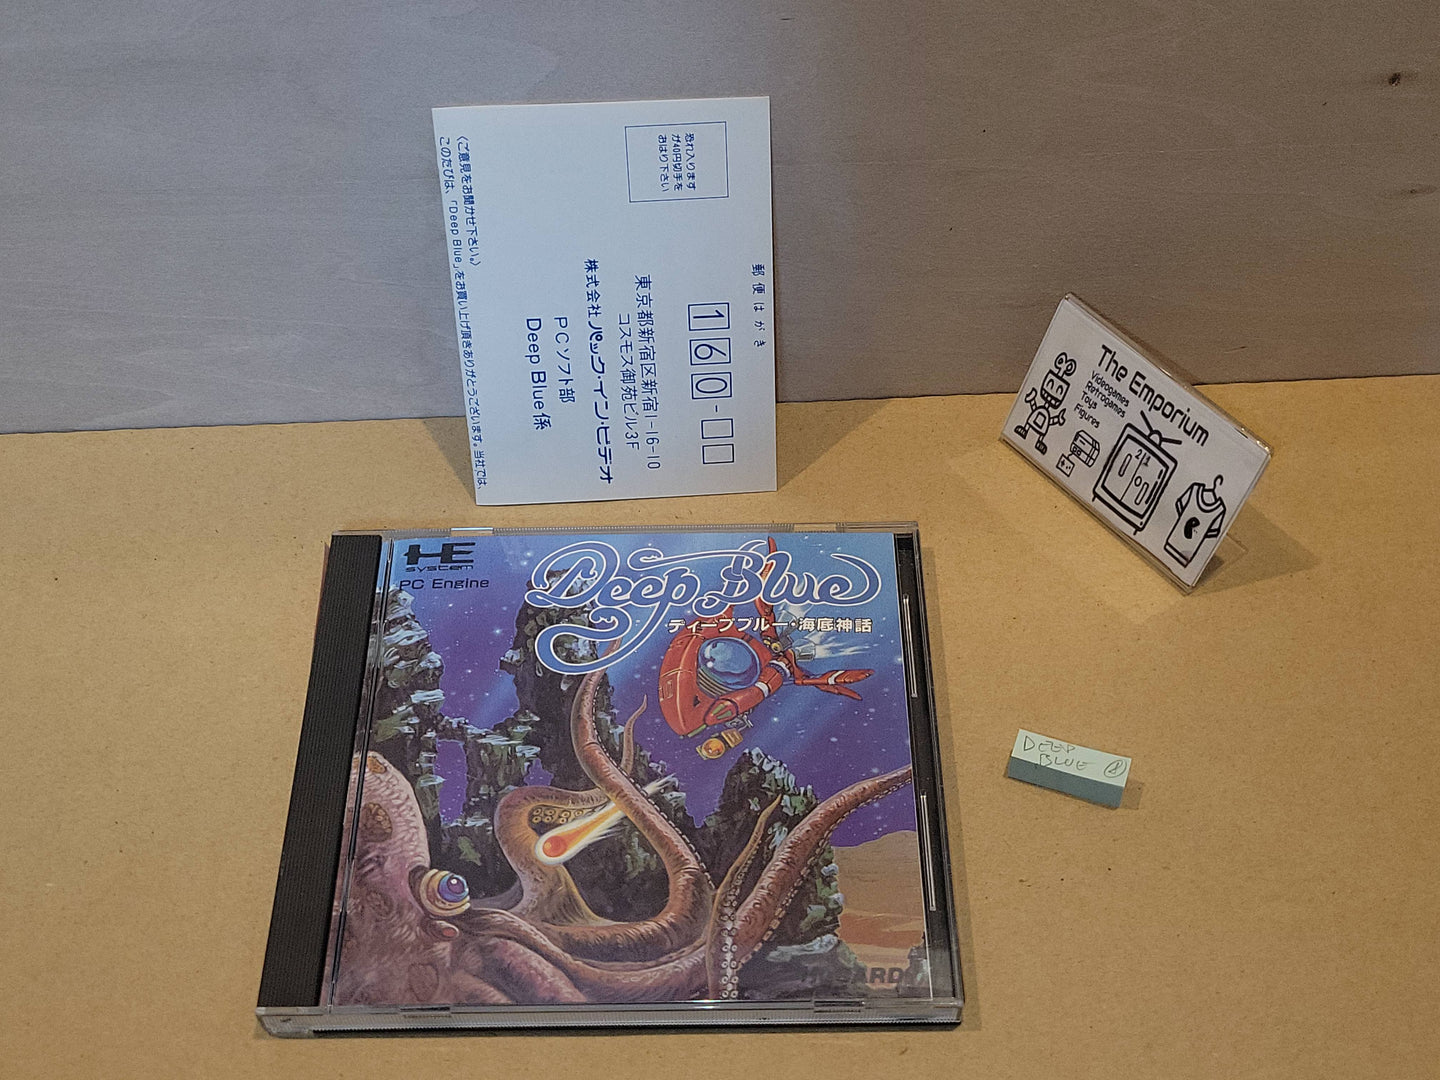 恐れ入ります
が40円切手を
おはり下さい
郵便はがき
160-
東京都新宿区新宿1-16-10
コスモス御苑ビル3F
株式会社 パック・イン・ビデオ
PCソフト部
Deep Blue係
〈ご意見をお聞かせ下さい。〉
このたびは、「Deep Blue」をお買い上げ頂きありがとうございます。当社では、
The Emporium
Videogames
Retrogames
Toys
Figures
HE
system
PC Engine
Deep Blue
ディープブルー・海底神話
DEEP
BLUE 8